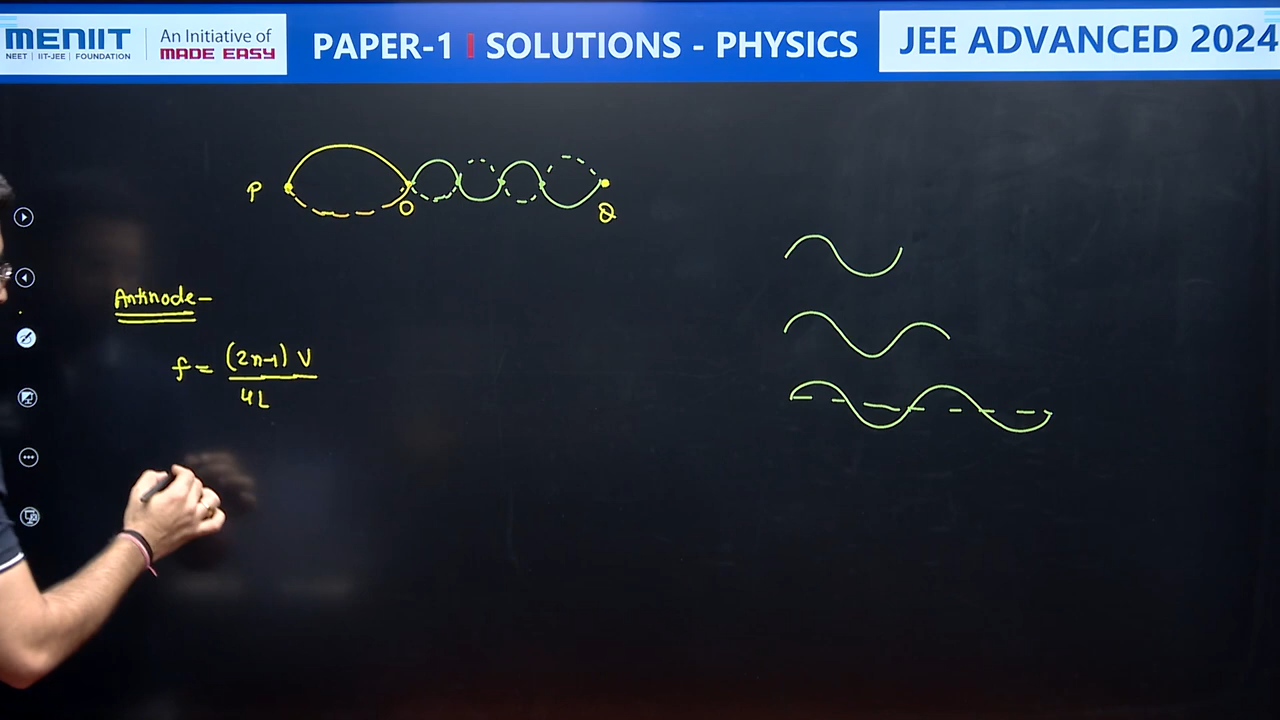 MENIIT
NEET | IIT-JEE | FOUNDATION
An Initiative of
MADE EASY
PAPER-1 | SOLUTIONS - PHYSICS
JEE ADVANCED 2024
P
O
Q
Antinode-
f = (2n-1) V
4L